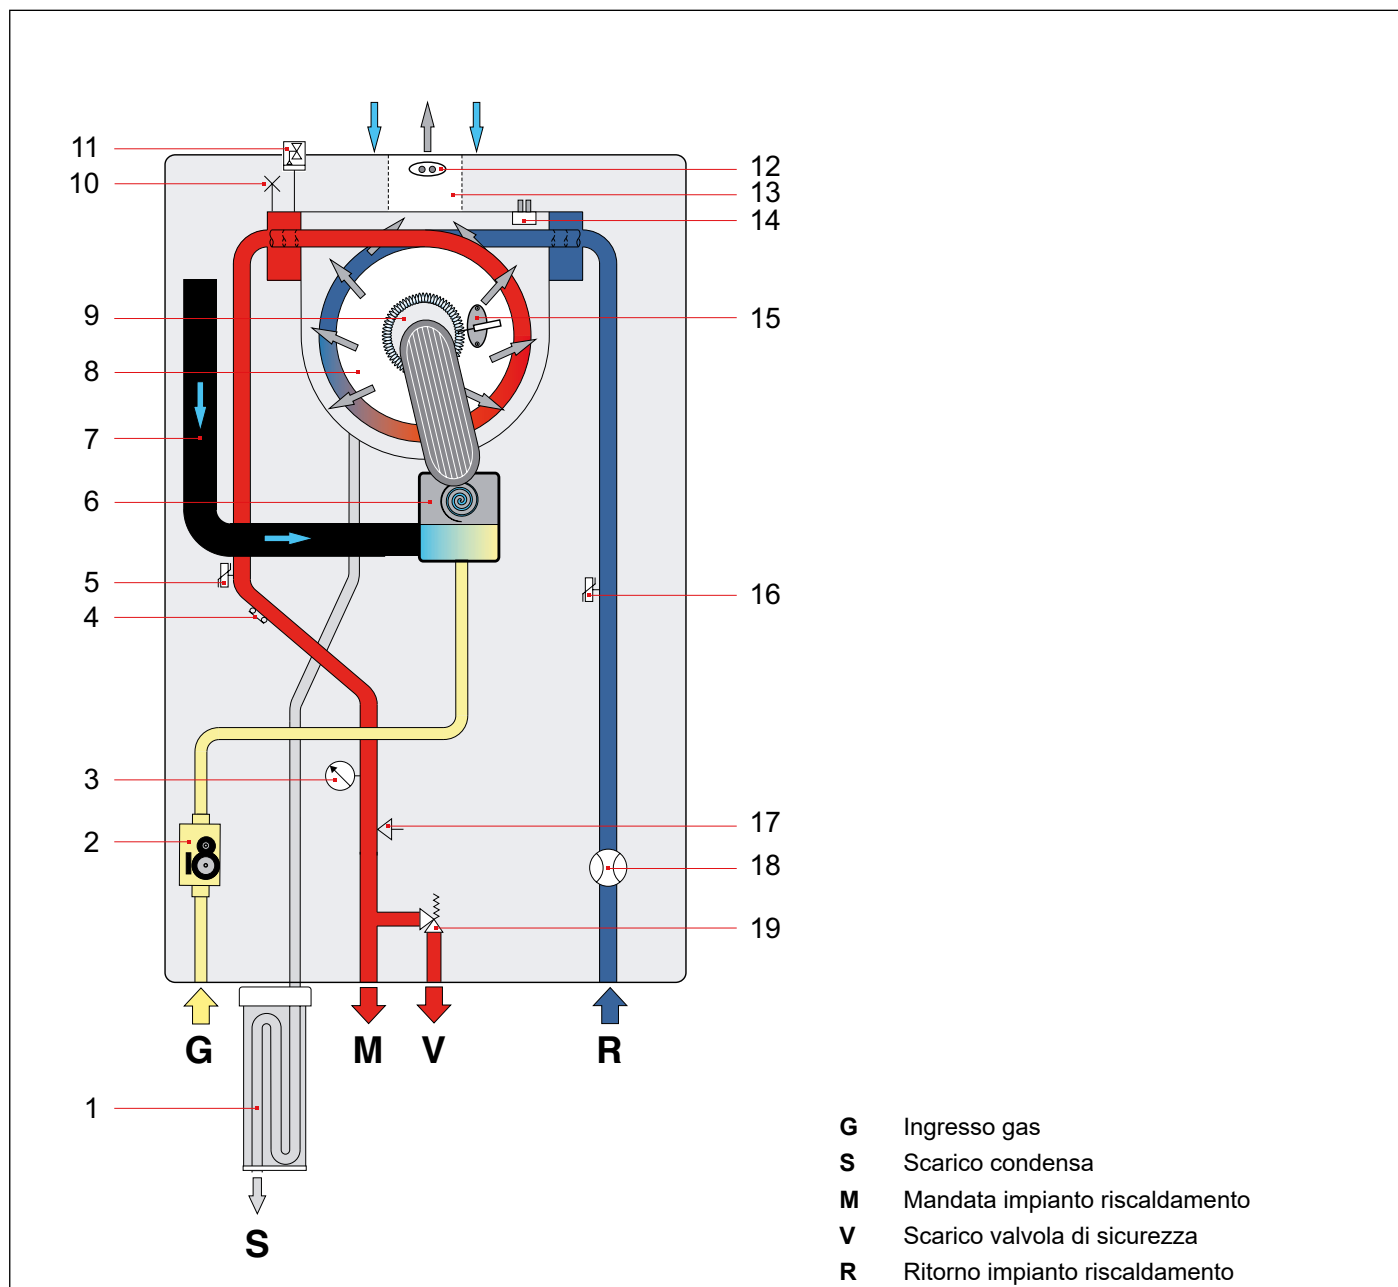 11
10
12
13
14
9
15
8
7
6
5
16
4
3
17
2
18
19
G
M
V
R
1
S
G Ingresso gas
S Scarico condensa
M Mandata impianto riscaldamento
V Scarico valvola di sicurezza
R Ritorno impianto riscaldamento